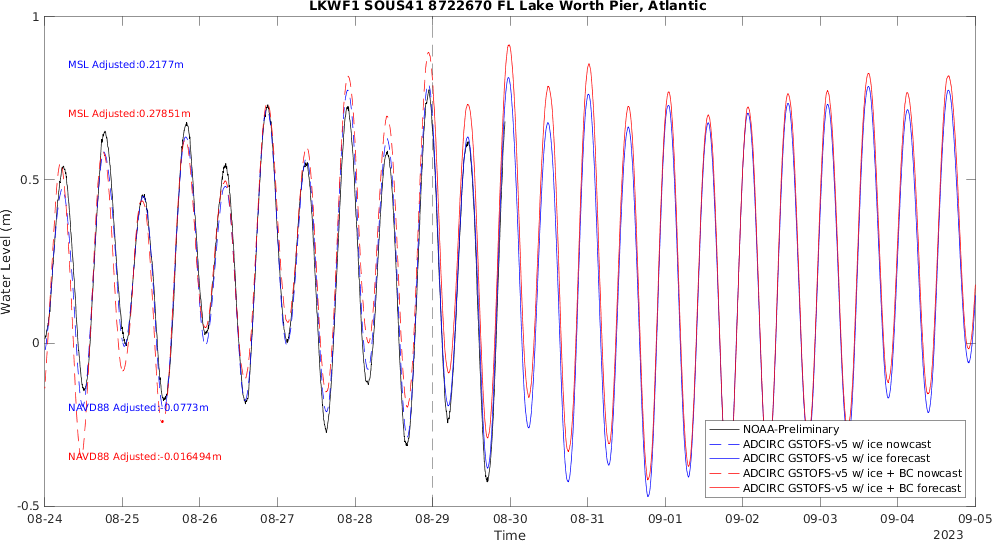 LKWF1 SOUS41 8722670 FL Lake Worth Pier, Atlantic
1
0.5
0
-0.5
Water Level (m)
MSL Adjusted:0.2177m
MSL Adjusted:0.27851m
NAVD88 Adjusted:-0.0773m
NAVD88 Adjusted:-0.016494m
NOAA-Preliminary
ADCIRC GSTOFS-v5 w/ ice nowcast
ADCIRC GSTOFS-v5 w/ ice forecast
ADCIRC GSTOFS-v5 w/ ice + BC nowcast
ADCIRC GSTOFS-v5 w/ ice + BC forecast
08-24 08-25 08-26 08-27 08-28 08-29 08-30 08-31 09-01 09-02 09-03 09-04 09-05
Time
2023